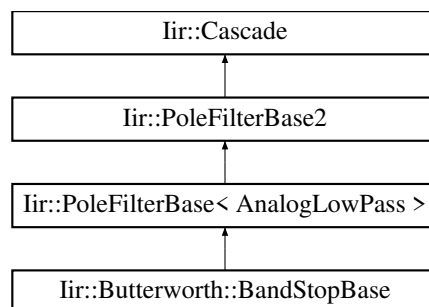 Iir::Cascade
Iir::PoleFilterBase2
Iir::PoleFilterBase< AnalogLowPass >
Iir::Butterworth::BandStopBase